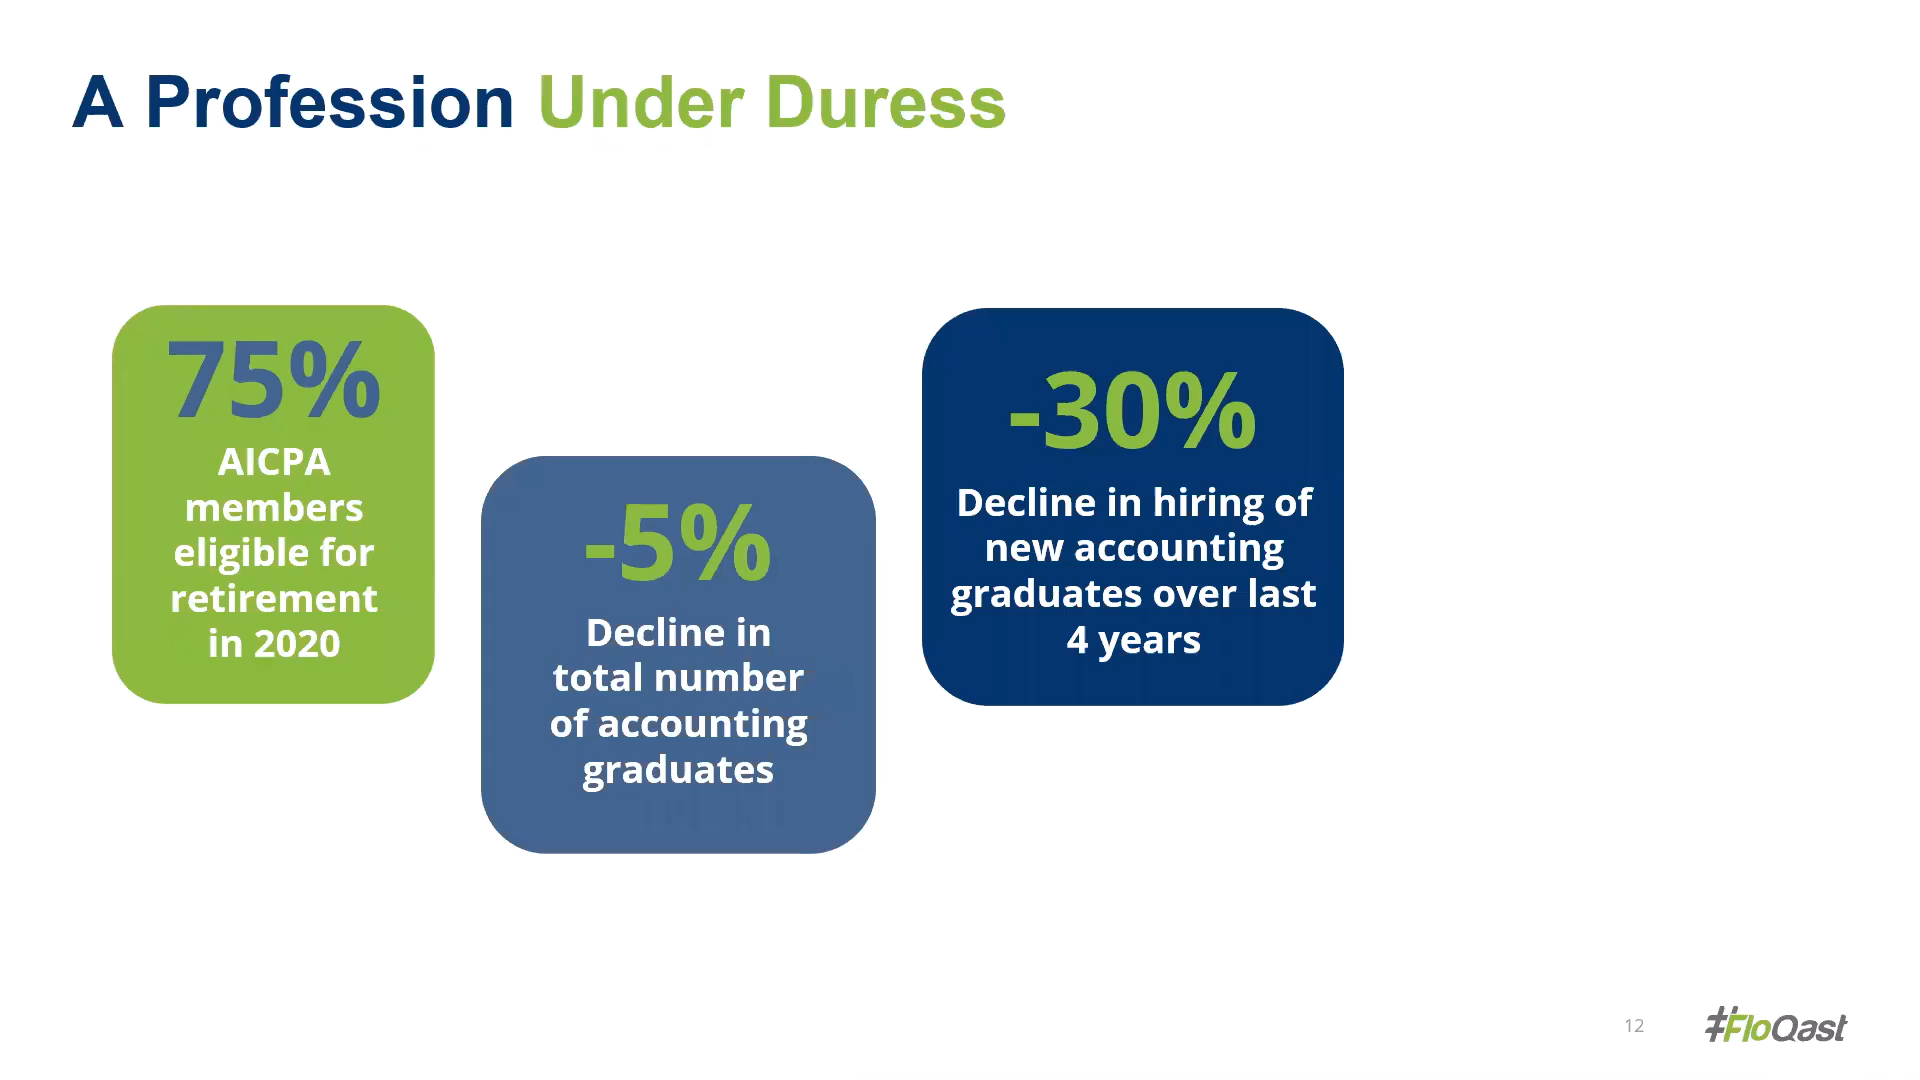 A Profession Under Duress
75%
AICPA
members
eligible for
retirement
in 2020
-5%
Decline in
total number
of accounting
graduates
-30%
Decline in hiring of
new accounting
graduates over last
4 years
12
#FloQast